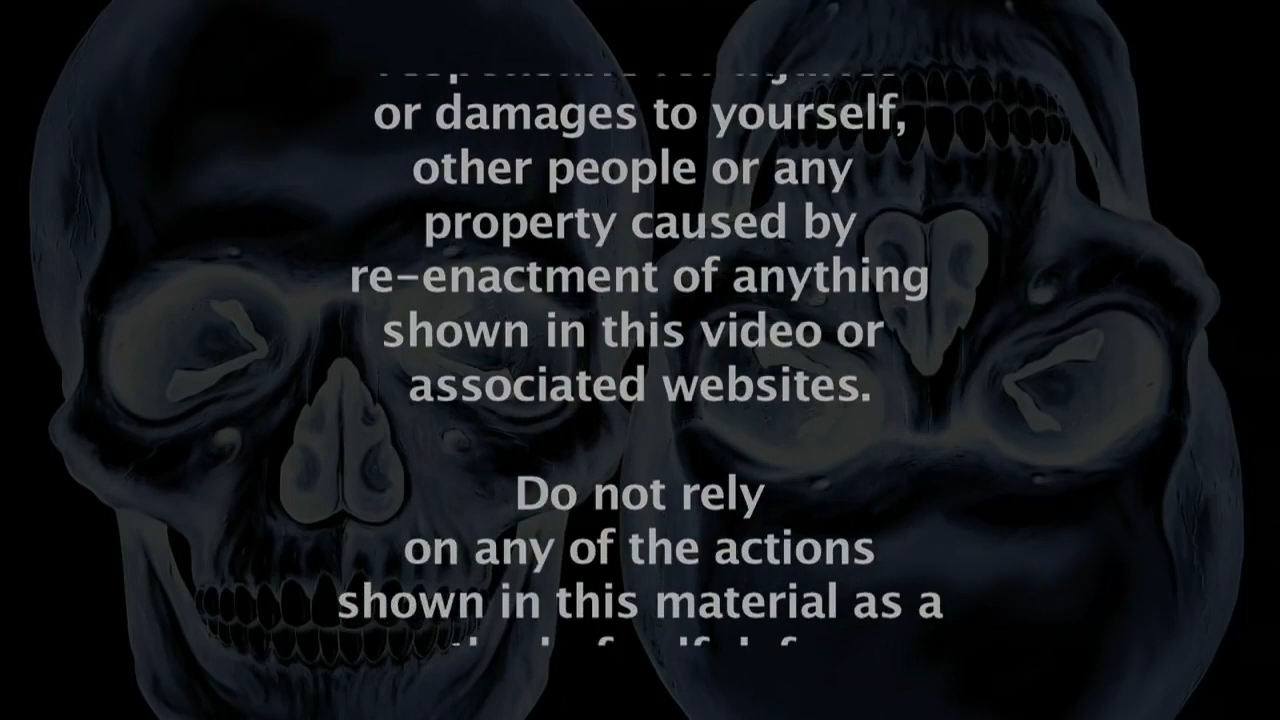 or damages to yourself,
other people or any
property caused by
re-enactment of anything
shown in this video or
associated websites.
Do not rely
on any of the actions
shown in this material as a